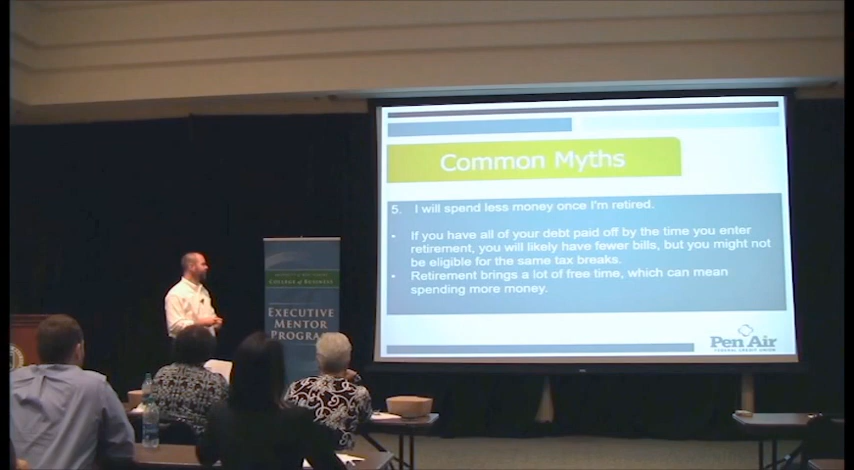 Common Myths
5. I will spend less money once I'm retired.
• If you have all of your debt paid off by the time you enter
retirement, you will likely have fewer bills, but you might not
be eligible for the same tax breaks.
• Retirement brings a lot of free time, which can mean
spending more money.
Pen Air
FEDERAL CREDIT UNION
COLLEGE of BUSINESS
EXECUTIVE
MENTOR
PROGRAM